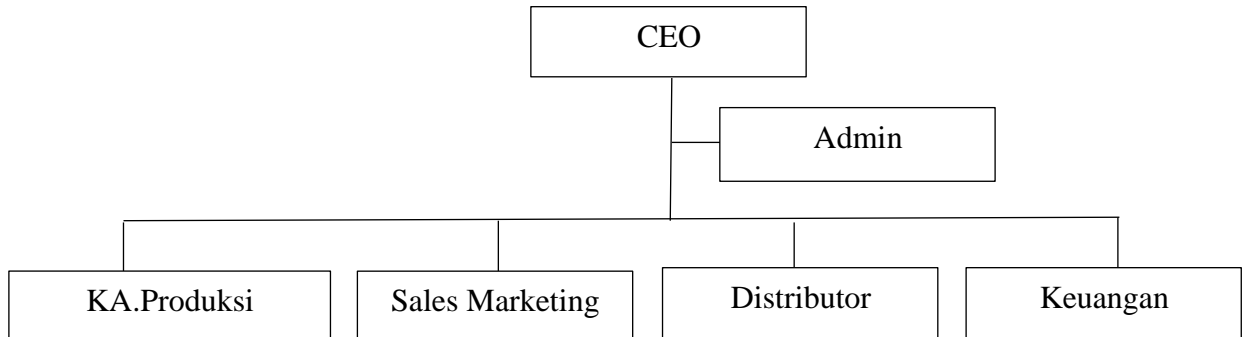 CEO
Admin
KA.Produksi
Sales Marketing
Distributor
Keuangan